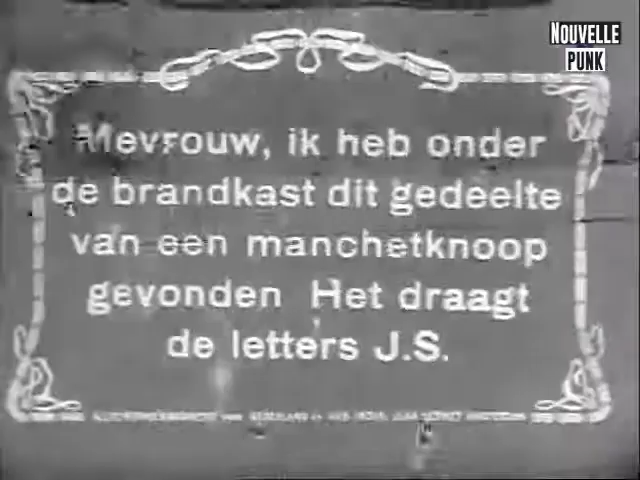 NOUVELLE
PUNK
Mevrouw, ik heb onder
de brandkast dit gedeelte
van een manchetknoop
gevonden Het draagt
de letters J.S.